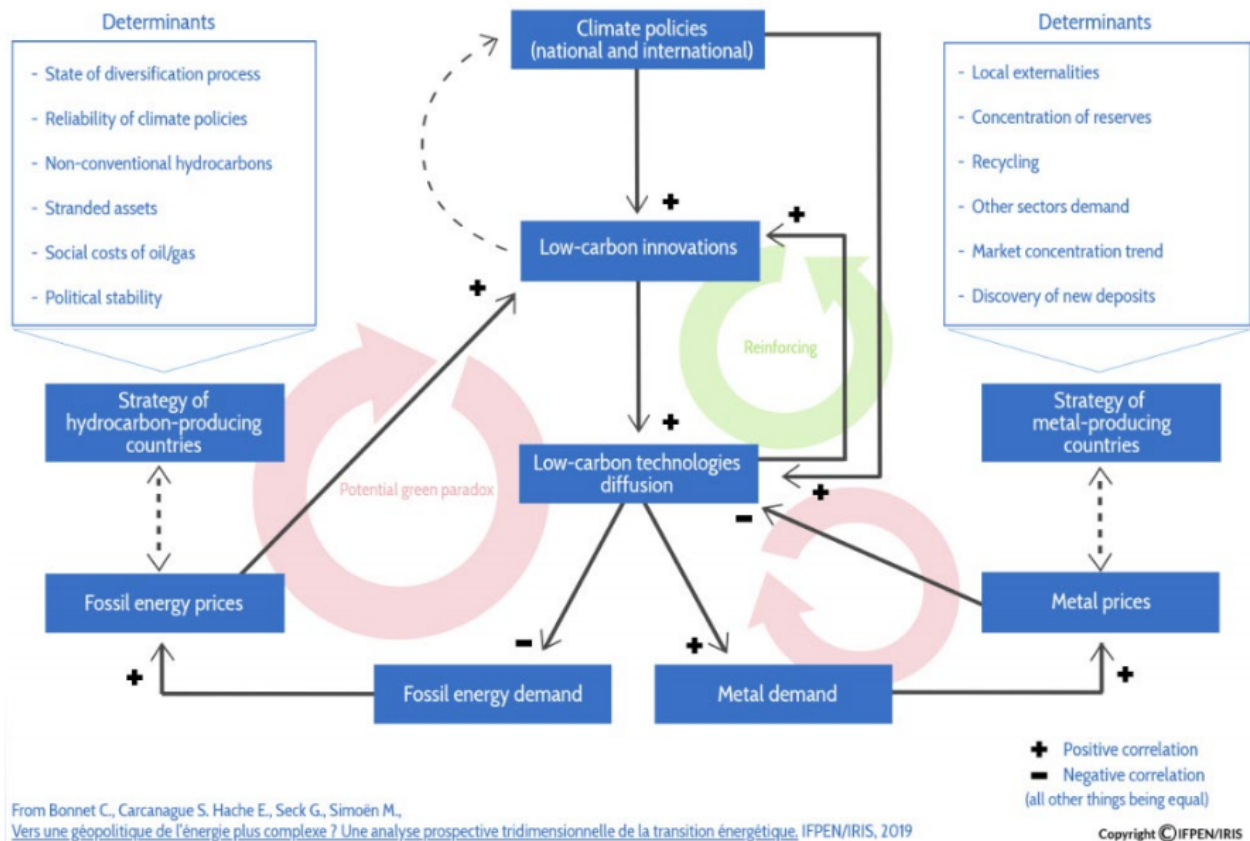 Determinants
- State of diversification process
- Reliability of climate policies
- Non-conventional hydrocarbons
- Stranded assets
- Social costs of oil/gas
- Political stability
Climate policies
(national and international)
Determinants
- Local externalities
- Concentration of reserves
- Recycling
- Other sectors demand
- Market concentration trend
- Discovery of new deposits
+
+
Low-carbon innovations
+
Reinforcing
Strategy of
hydrocarbon-producing
countries
+
Strategy of
metal-producing
countries
Low-carbon technologies
diffusion
Potential green paradox
+
-
Fossil energy prices
Metal prices
-
+
+
+
Fossil energy demand
Metal demand
+ Positive correlation
- Negative correlation
(all other things being equal)
From Bonnet C., Carcanague S. Hache E., Seck G., Simoën M.,
Vers une géopolitique de l'énergie plus complexe ? Une analyse prospective tridimensionnelle de la transition énergétique. IFPEN/IRIS, 2019
Copyright ©IFPEN/IRIS